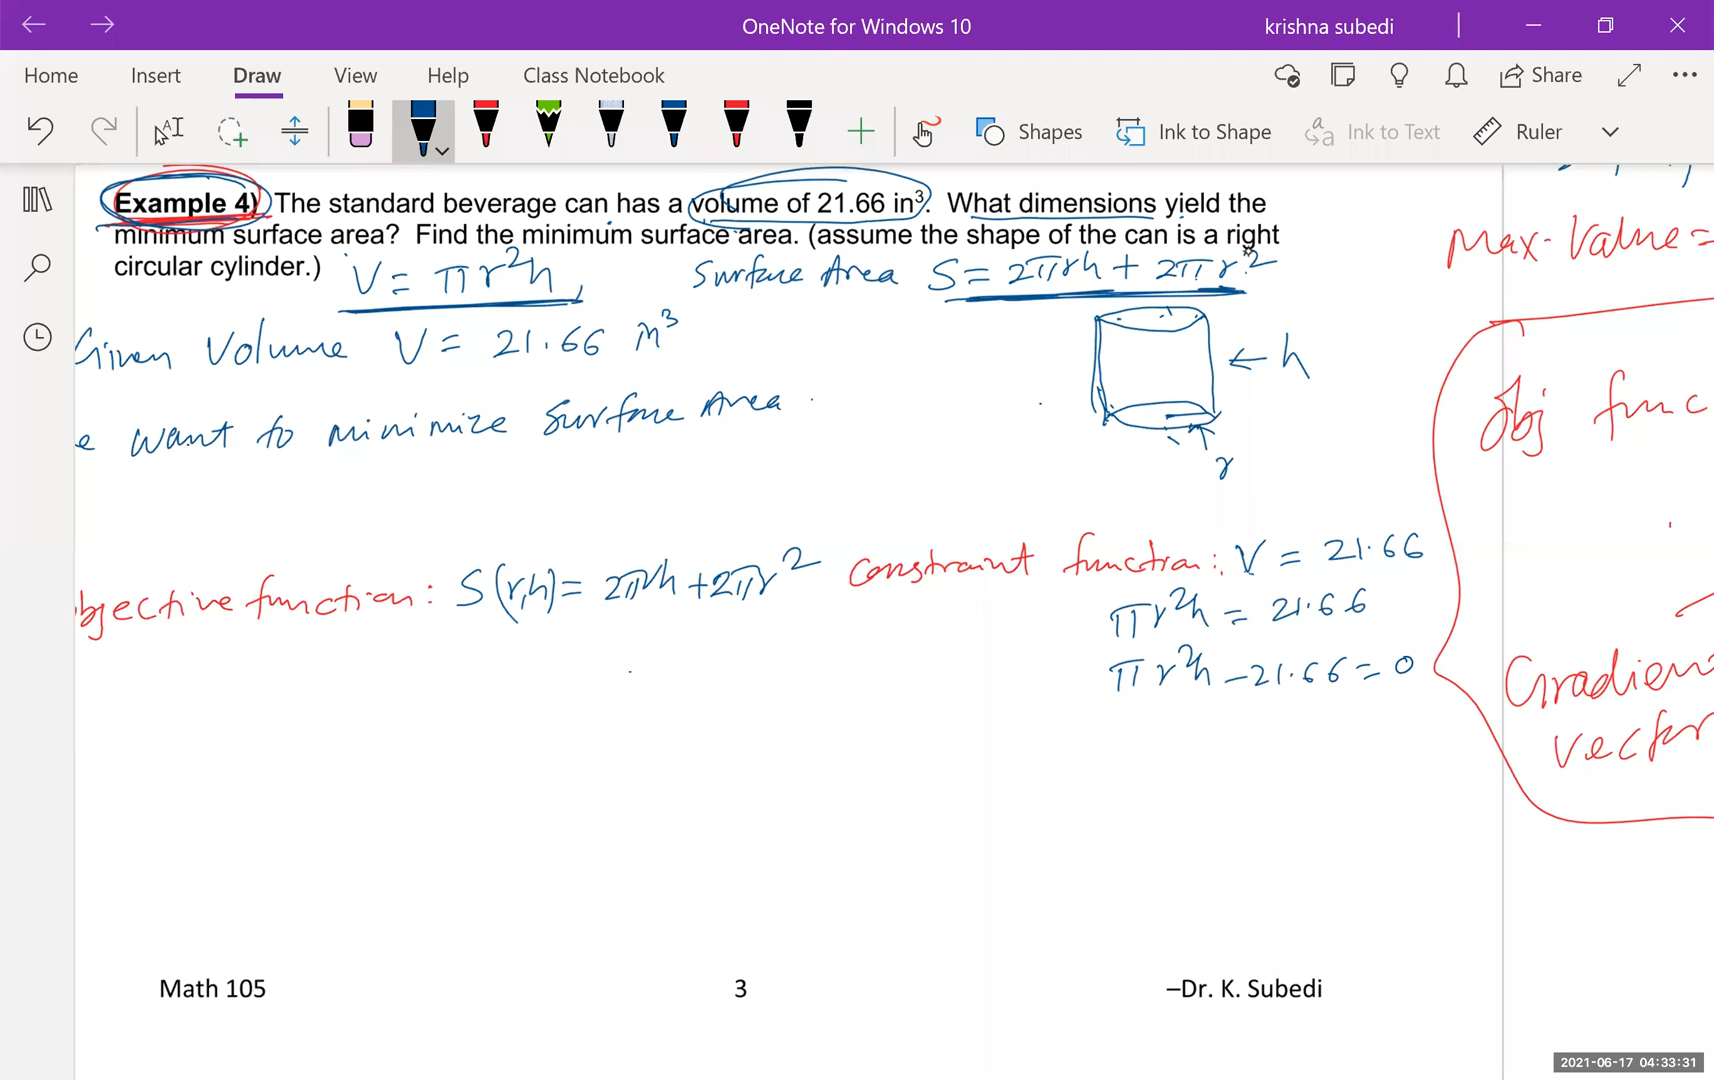 OneNote for Windows 10
krishna subedi
Home Insert Draw View Help Class Notebook
Share
Shapes Ink to Shape Ink to Text Ruler
Example 4) The standard beverage can has a volume of 21.66 in³. What dimensions yield the
minimum surface area? Find the minimum surface area. (assume the shape of the can is a right
circular cylinder.)
V = πr²h, Surface Area S = 2πrh + 2πr²
Given Volume V = 21.66 in³
← h
e want to minimize Surface Area
r
bjective function: S(r,h) = 2πrh + 2πr² Constraint function: V = 21.66
πr²h = 21.66
πr²h - 21.66 = 0
Max- Value =
Obj func
Gradien
vector
Math 105 3 –Dr. K. Subedi
2021-06-17 04:33:31